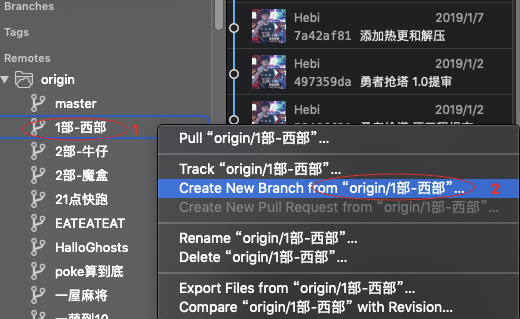 Branches
Tags
Remotes
origin
master
1部-西部 1
2部-牛仔
2部-魔盒
21点快跑
EATEATEAT
HalloGhosts
poke算到底
一屋麻将
Hebi 2019/1/7
7a42af81 添加热更和解压
Hebi 2019/1/2
497359da 勇者抢塔 1.0提审
Hebi 2019/1/2
Pull “origin/1部-西部”...
Track “origin/1部-西部”...
Create New Branch from “origin/1部-西部”... 2
Create New Pull Request from “origin/1部-西部”...
Rename “origin/1部-西部”...
Delete “origin/1部-西部”...
Export Files from “origin/1部-西部”...
Compare “origin/1部-西部” with Revision...